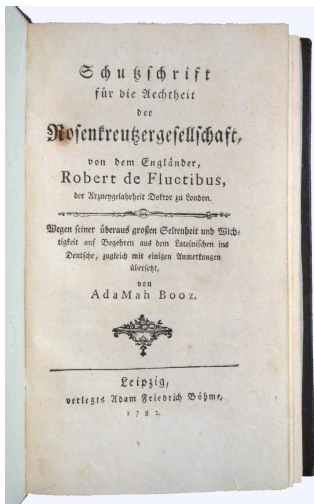 Schutzschrift
für die Aechtheit
der
Rosenkreutzergesellschaft,
von dem Engländer,
Robert de Fluctibus,
der Arzneygelahrheit Doktor zu London.
Wegen seiner überaus großen Seltenheit und Wich-
tigkeit auf Begehren aus dem Lateinischen ins
Deutsche, zugleich mit einigen Anmerkungen
übersetzt,
von
AdaMah Booz.
Leipzig,
verlegts Adam Friedrich Böhme,
1782.